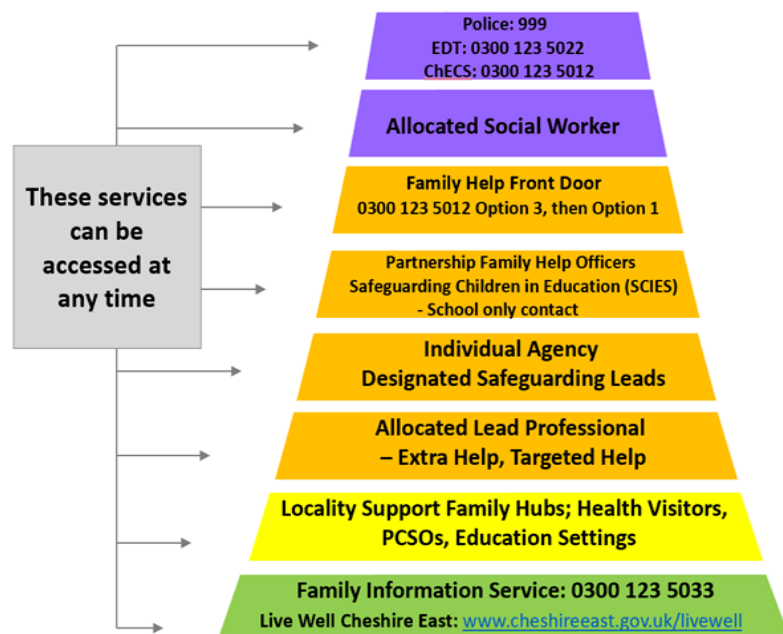 Police: 999
EDT: 0300 123 5022
ChECS: 0300 123 5012
Allocated Social Worker
These services
can be
accessed at
any time
Family Help Front Door
0300 123 5012 Option 3, then Option 1
Partnership Family Help Officers
Safeguarding Children in Education (SCIES)
- School only contact
Individual Agency
Designated Safeguarding Leads
Allocated Lead Professional
– Extra Help, Targeted Help
Locality Support Family Hubs; Health Visitors,
PCSOs, Education Settings
Family Information Service: 0300 123 5033
Live Well Cheshire East: www.cheshireeast.gov.uk/livewell